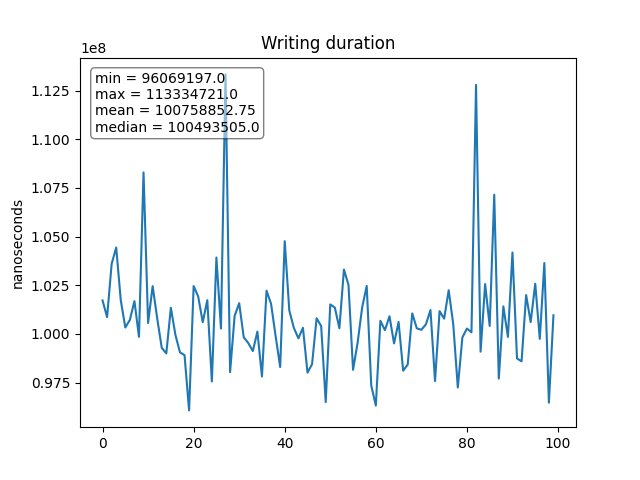 Writing duration
1e8
min = 96069197.0
max = 113334721.0
mean = 100758852.75
median = 100493505.0
1.125
1.100
1.075
1.050
1.025
1.000
0.975
nanoseconds
0 20 40 60 80 100